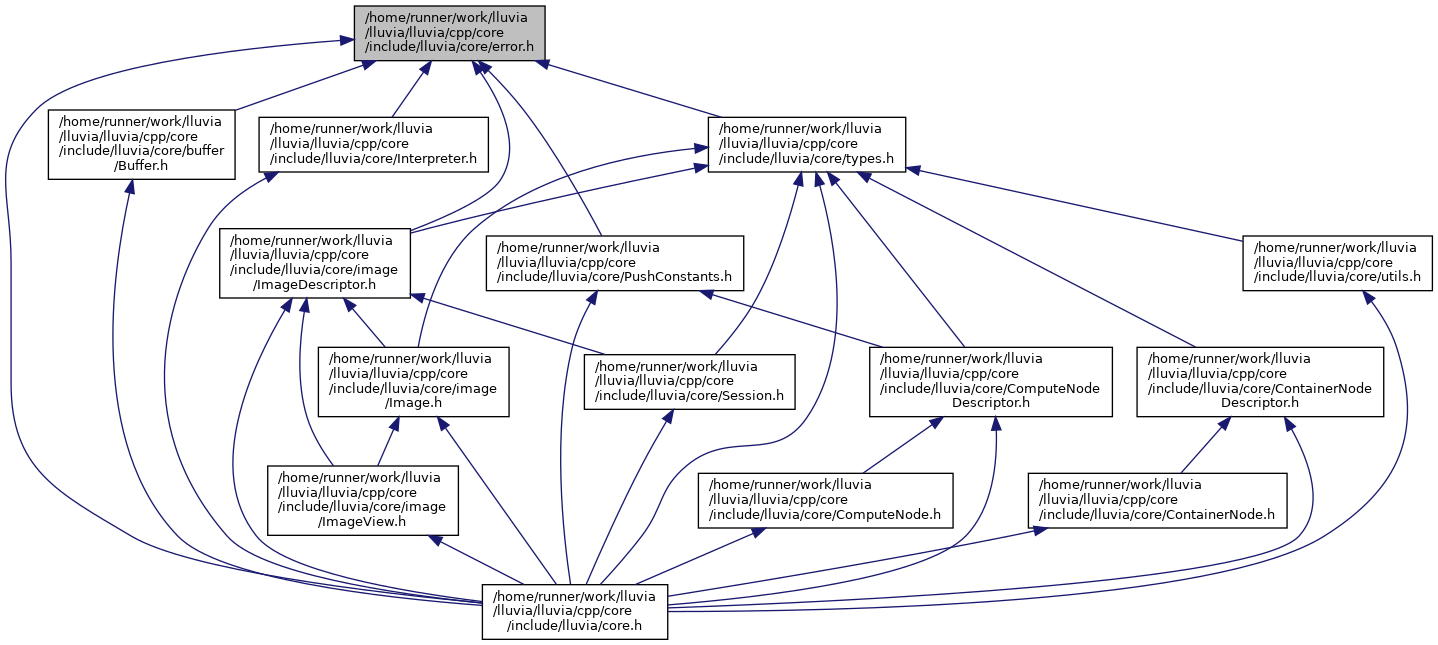 /home/runner/work/lluvia
/lluvia/lluvia/cpp/core
/include/lluvia/core/error.h
/home/runner/work/lluvia
/lluvia/lluvia/cpp/core
/include/lluvia/core/buffer
/Buffer.h
/home/runner/work/lluvia
/lluvia/lluvia/cpp/core
/include/lluvia/core/Interpreter.h
/home/runner/work/lluvia
/lluvia/lluvia/cpp/core
/include/lluvia/core/types.h
/home/runner/work/lluvia
/lluvia/lluvia/cpp/core
/include/lluvia/core/image
/ImageDescriptor.h
/home/runner/work/lluvia
/lluvia/lluvia/cpp/core
/include/lluvia/core/PushConstants.h
/home/runner/work/lluvia
/lluvia/lluvia/cpp/core
/include/lluvia/core/utils.h
/home/runner/work/lluvia
/lluvia/lluvia/cpp/core
/include/lluvia/core/image
/Image.h
/home/runner/work/lluvia
/lluvia/lluvia/cpp/core
/include/lluvia/core/Session.h
/home/runner/work/lluvia
/lluvia/lluvia/cpp/core
/include/lluvia/core/ComputeNode
Descriptor.h
/home/runner/work/lluvia
/lluvia/lluvia/cpp/core
/include/lluvia/core/ContainerNode
Descriptor.h
/home/runner/work/lluvia
/lluvia/lluvia/cpp/core
/include/lluvia/core/image
/ImageView.h
/home/runner/work/lluvia
/lluvia/lluvia/cpp/core
/include/lluvia/core/ComputeNode.h
/home/runner/work/lluvia
/lluvia/lluvia/cpp/core
/include/lluvia/core/ContainerNode.h
/home/runner/work/lluvia
/lluvia/lluvia/cpp/core
/include/lluvia/core.h